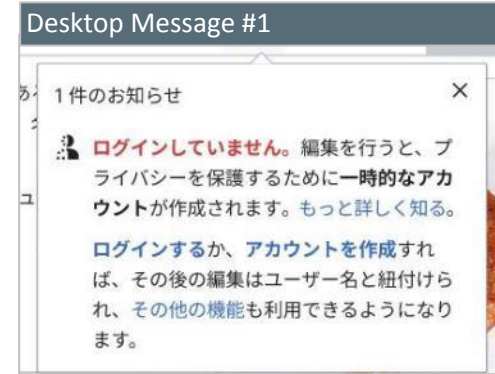 Desktop Message #1
1件のお知らせ
ログインしていません。編集を行うと、プ
ライバシーを保護するために一時的なアカ
ウントが作成されます。もっと詳しく知る。
ログインするか、アカウントを作成すれ
ば、その後の編集はユーザー名と紐付けら
れ、その他の機能も利用できるようになり
ます。